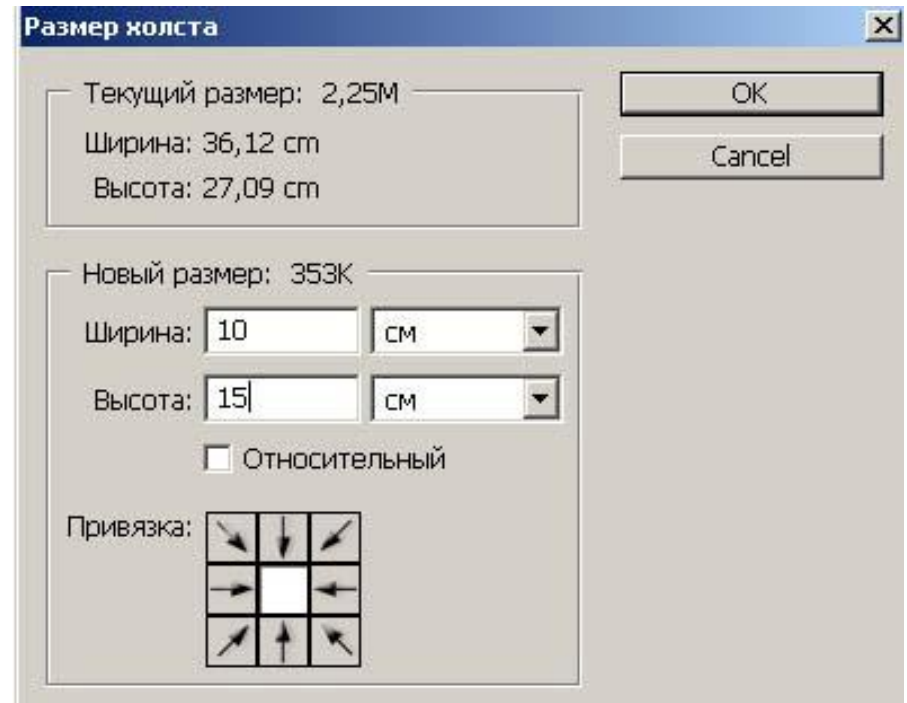 Размер холста
Текущий размер: 2,25M
OK
Ширина: 36,12 cm
Cancel
Высота: 27,09 cm
Новый размер: 353K
Ширина: 10 см
Высота: 15 см
Относительный
Привязка: